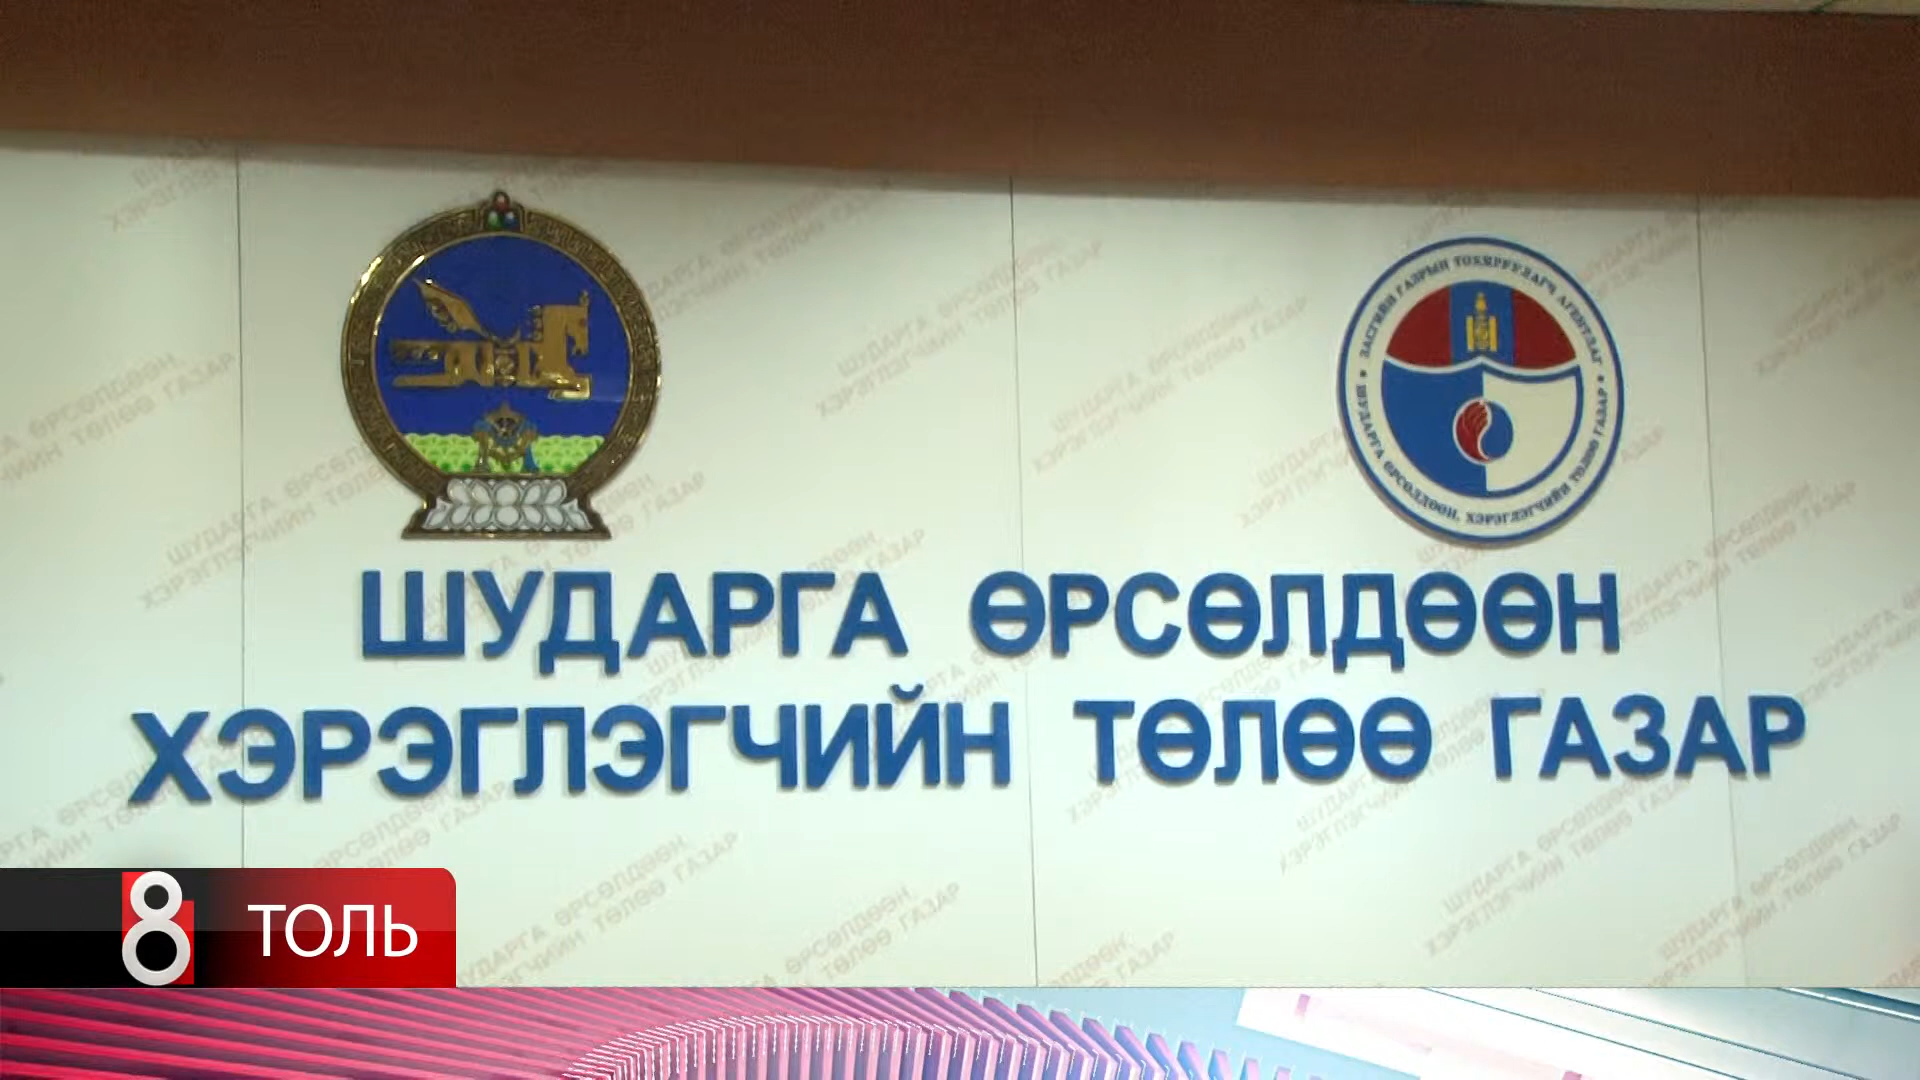 ЗАСГИЙН ГАЗРЫН ТОХИРУУЛАГЧ АГЕНТЛАГ
ШУДАРГА ӨРСӨЛДӨӨН, ХЭРЭГЛЭГЧИЙН ТӨЛӨӨ ГАЗАР
ШУДАРГА ӨРСӨЛДӨӨН
ХЭРЭГЛЭГЧИЙН ТӨЛӨӨ ГАЗАР
8 ТОЛЬ